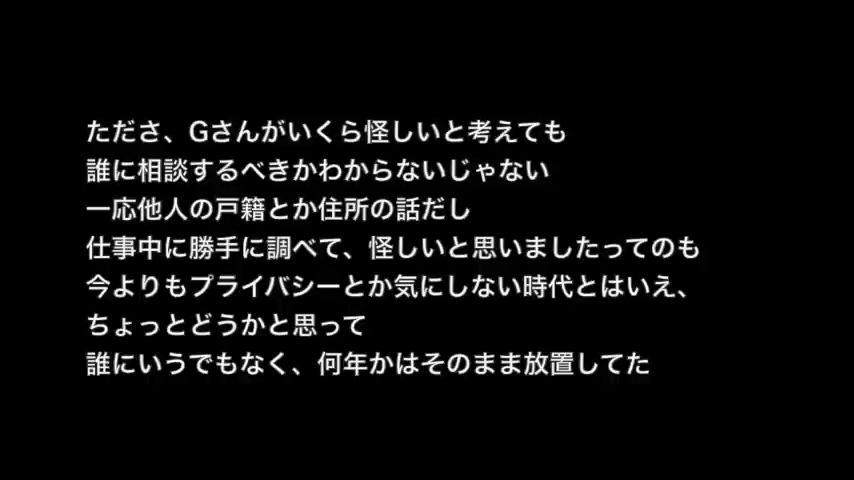 たださ、Gさんがいくら怪しいと考えても
誰に相談するべきかわからないじゃない
一応他人の戸籍とか住所の話だし
仕事中に勝手に調べて、怪しいと思いましたってのも
今よりもプライバシーとか気にしない時代とはいえ、
ちょっとどうかと思って
誰にいうでもなく、何年かはそのまま放置してた